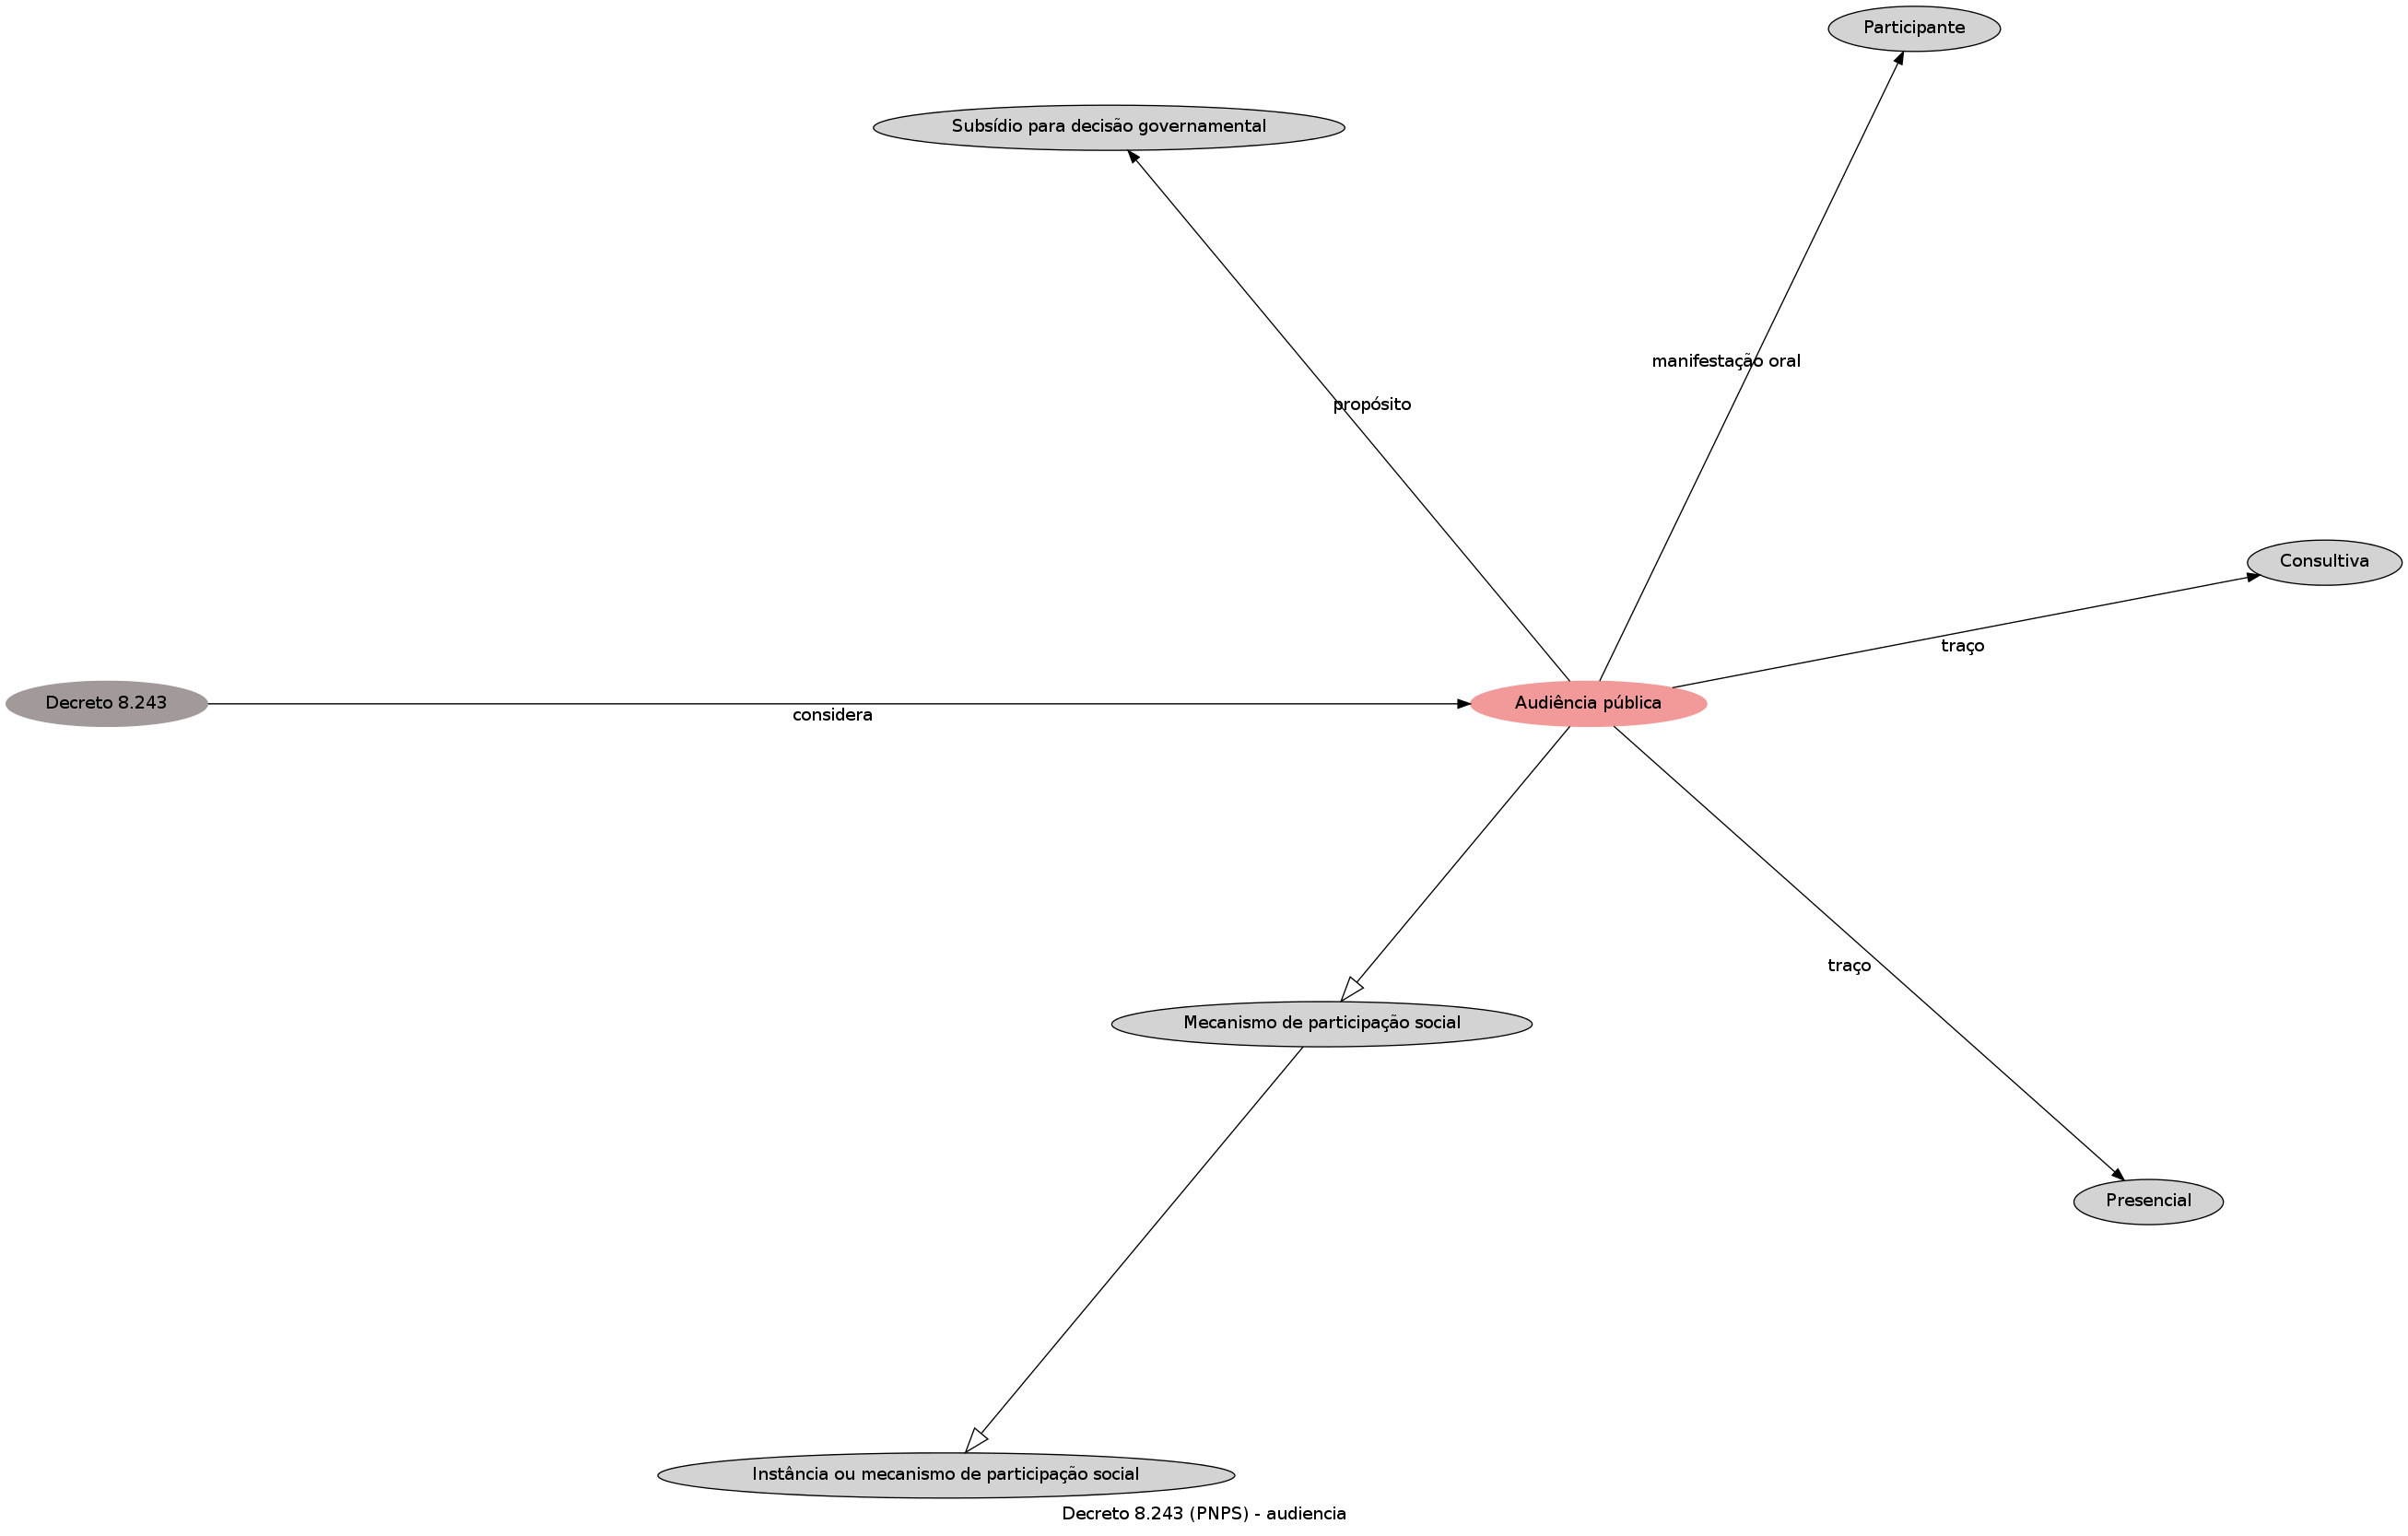 Participante
Subsídio para decisão governamental
manifestação oral
propósito
Consultiva
traço
Decreto 8.243
considera
Audiência pública
traço
Mecanismo de participação social
Presencial
Instância ou mecanismo de participação social
Decreto 8.243 (PNPS) - audiencia